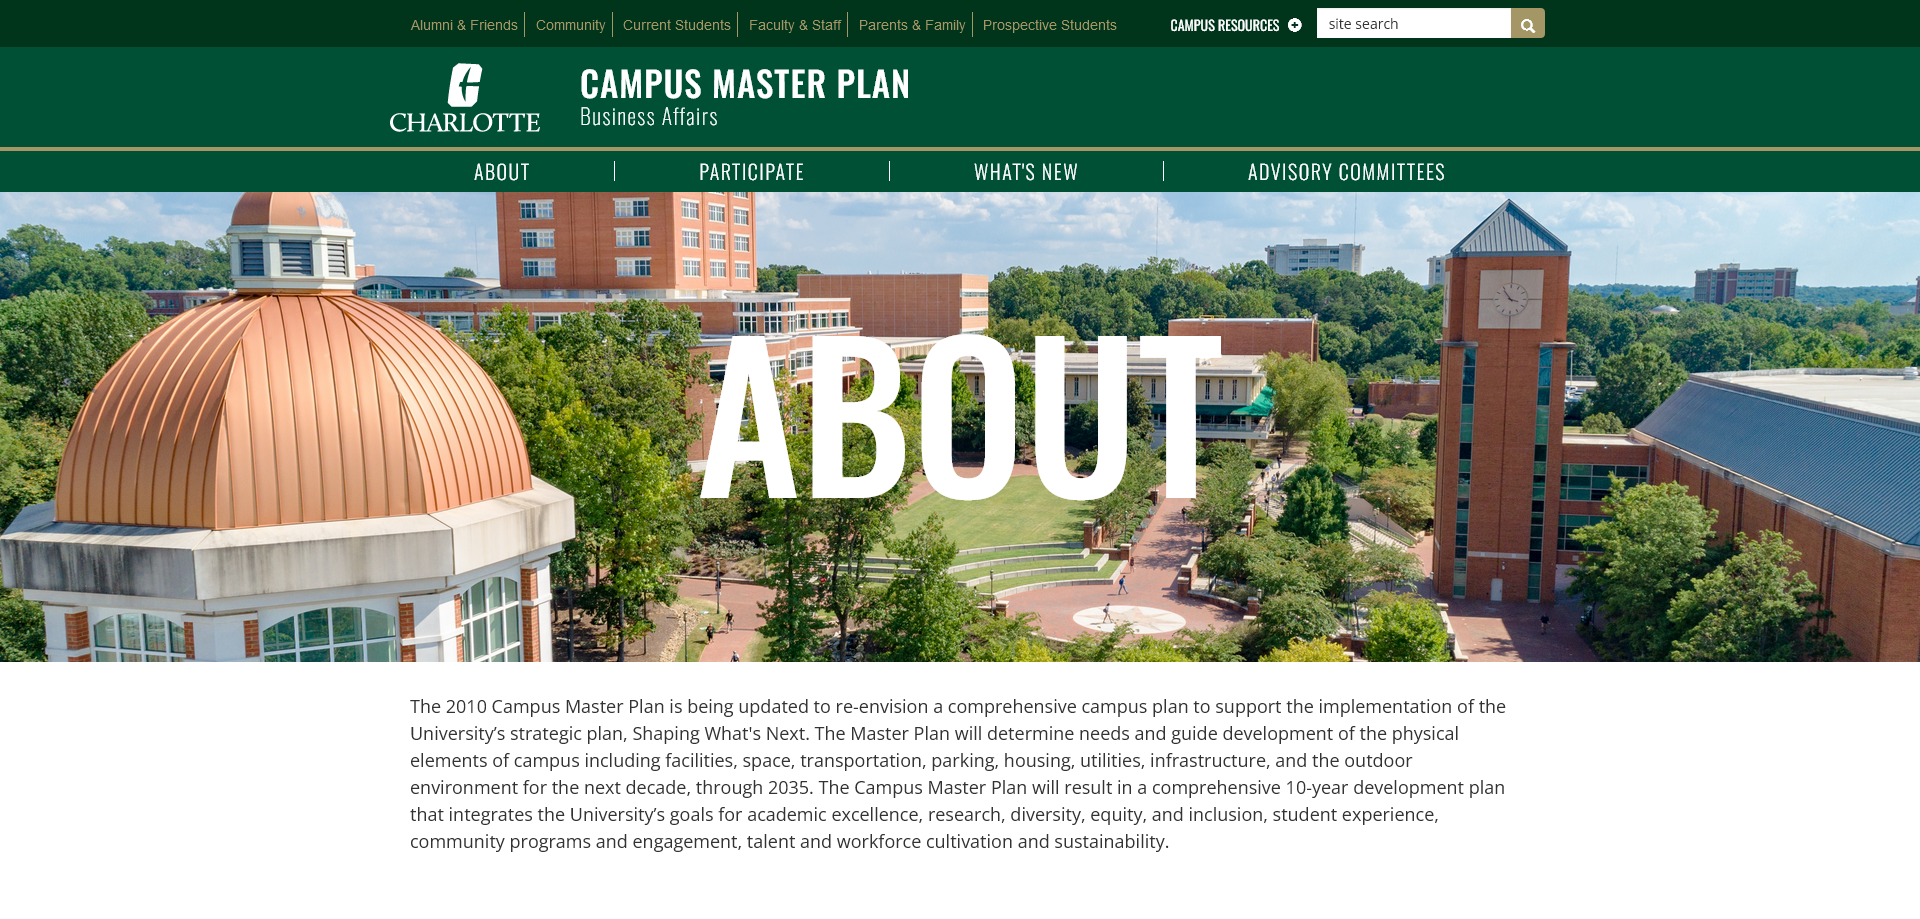 Alumni & Friends
Community
Current Students
Faculty & Staff
Parents & Family
Prospective Students
CAMPUS RESOURCES
site search
CHARLOTTE
CAMPUS MASTER PLAN
Business Affairs
ABOUT
PARTICIPATE
WHAT'S NEW
ADVISORY COMMITTEES
ABOUT
The 2010 Campus Master Plan is being updated to re-envision a comprehensive campus plan to support the implementation of the
University’s strategic plan, Shaping What's Next. The Master Plan will determine needs and guide development of the physical
elements of campus including facilities, space, transportation, parking, housing, utilities, infrastructure, and the outdoor
environment for the next decade, through 2035. The Campus Master Plan will result in a comprehensive 10-year development plan
that integrates the University’s goals for academic excellence, research, diversity, equity, and inclusion, student experience,
community programs and engagement, talent and workforce cultivation and sustainability.